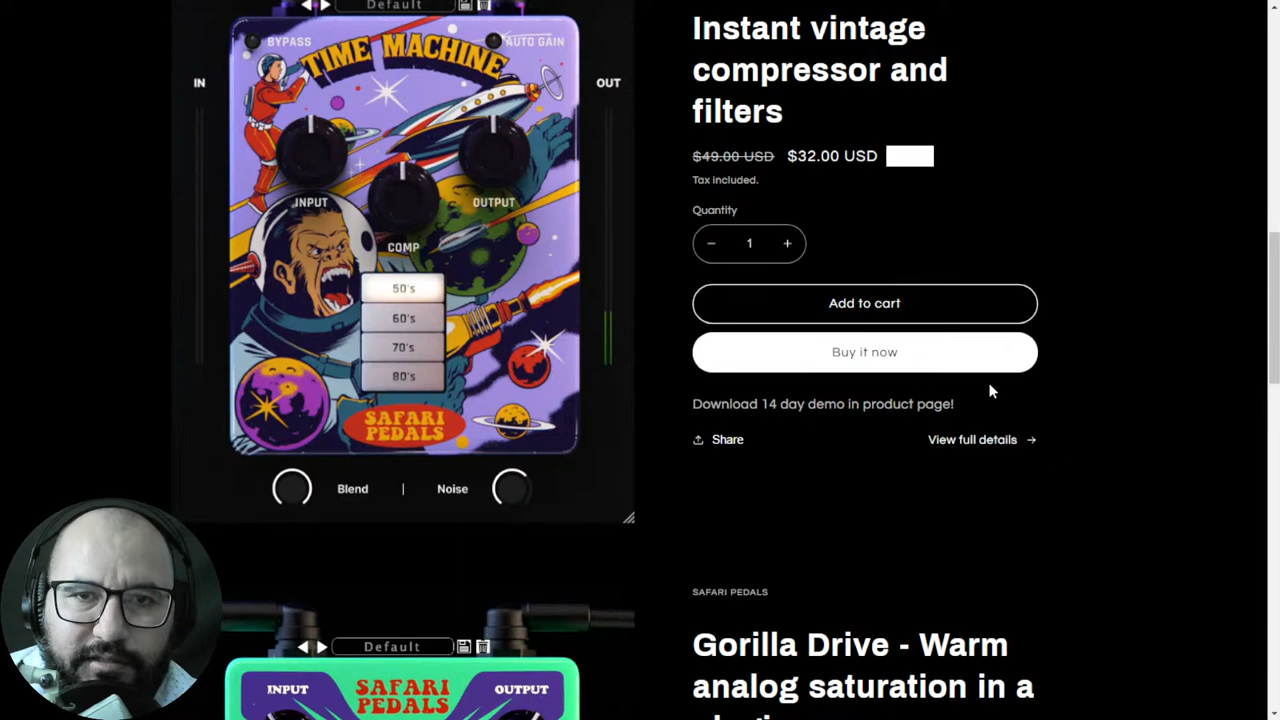 Default
BYPASS
AUTO GAIN
TIME MACHINE
IN
OUT
INPUT
OUTPUT
COMP
50's
60's
70's
80's
SAFARI
PEDALS
Blend | Noise
Instant vintage
compressor and
filters
$49.00 USD $32.00 USD
Tax included.
Quantity
− 1 +
Add to cart
Buy it now
Download 14 day demo in product page!
Share
View full details →
Default
INPUT
SAFARI
PEDALS
OUTPUT
SAFARI PEDALS
Gorilla Drive - Warm
analog saturation in a